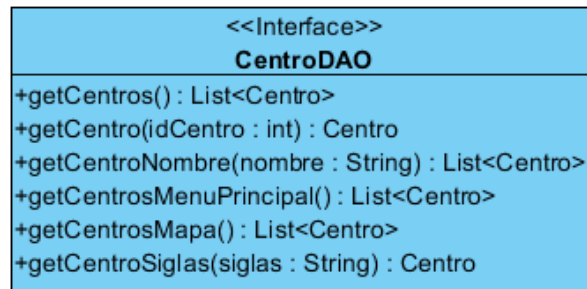 <<Interface>>
CentroDAO
+getCentros() : List<Centro>
+getCentro(idCentro : int) : Centro
+getCentroNombre(nombre : String) : List<Centro>
+getCentrosMenuPrincipal() : List<Centro>
+getCentrosMapa() : List<Centro>
+getCentroSiglas(siglas : String) : Centro